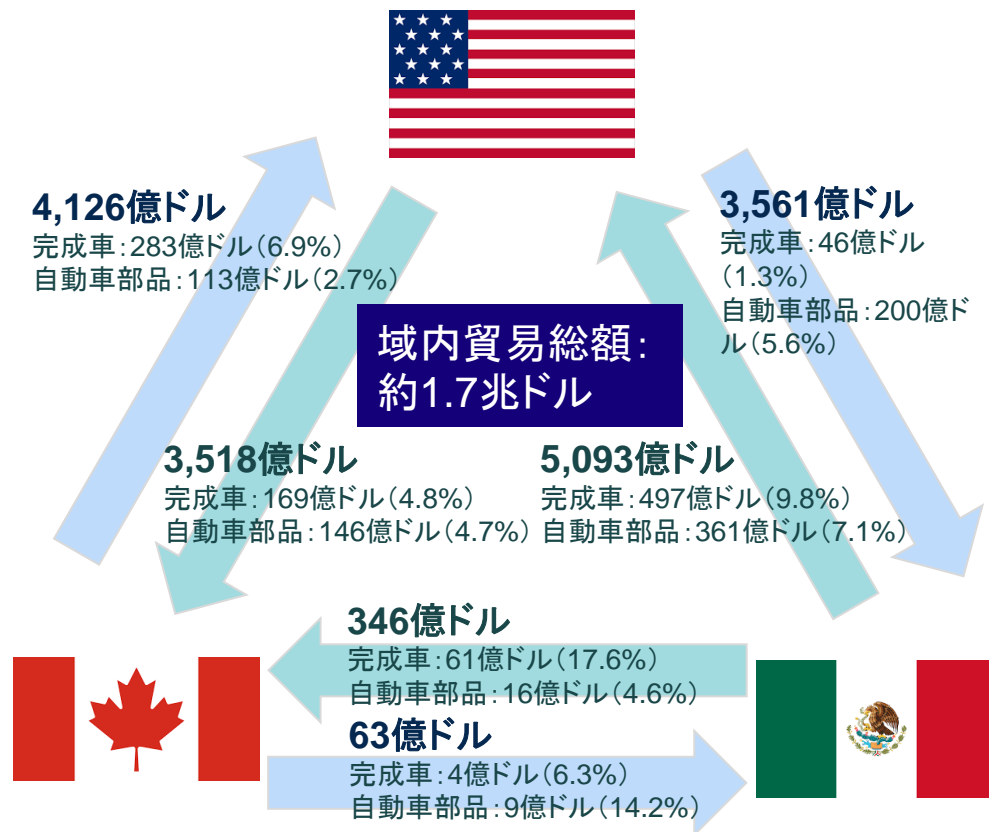 4,126億ドル
完成車:283億ドル(6.9%)
自動車部品:113億ドル(2.7%)
3,561億ドル
完成車:46億ドル
(1.3%)
自動車部品:200億ド
ル(5.6%)
域内貿易総額:
約1.7兆ドル
3,518億ドル
完成車:169億ドル(4.8%)
自動車部品:146億ドル(4.7%)
5,093億ドル
完成車:497億ドル(9.8%)
自動車部品:361億ドル(7.1%)
346億ドル
完成車:61億ドル(17.6%)
自動車部品:16億ドル(4.6%)
63億ドル
完成車:4億ドル(6.3%)
自動車部品:9億ドル(14.2%)